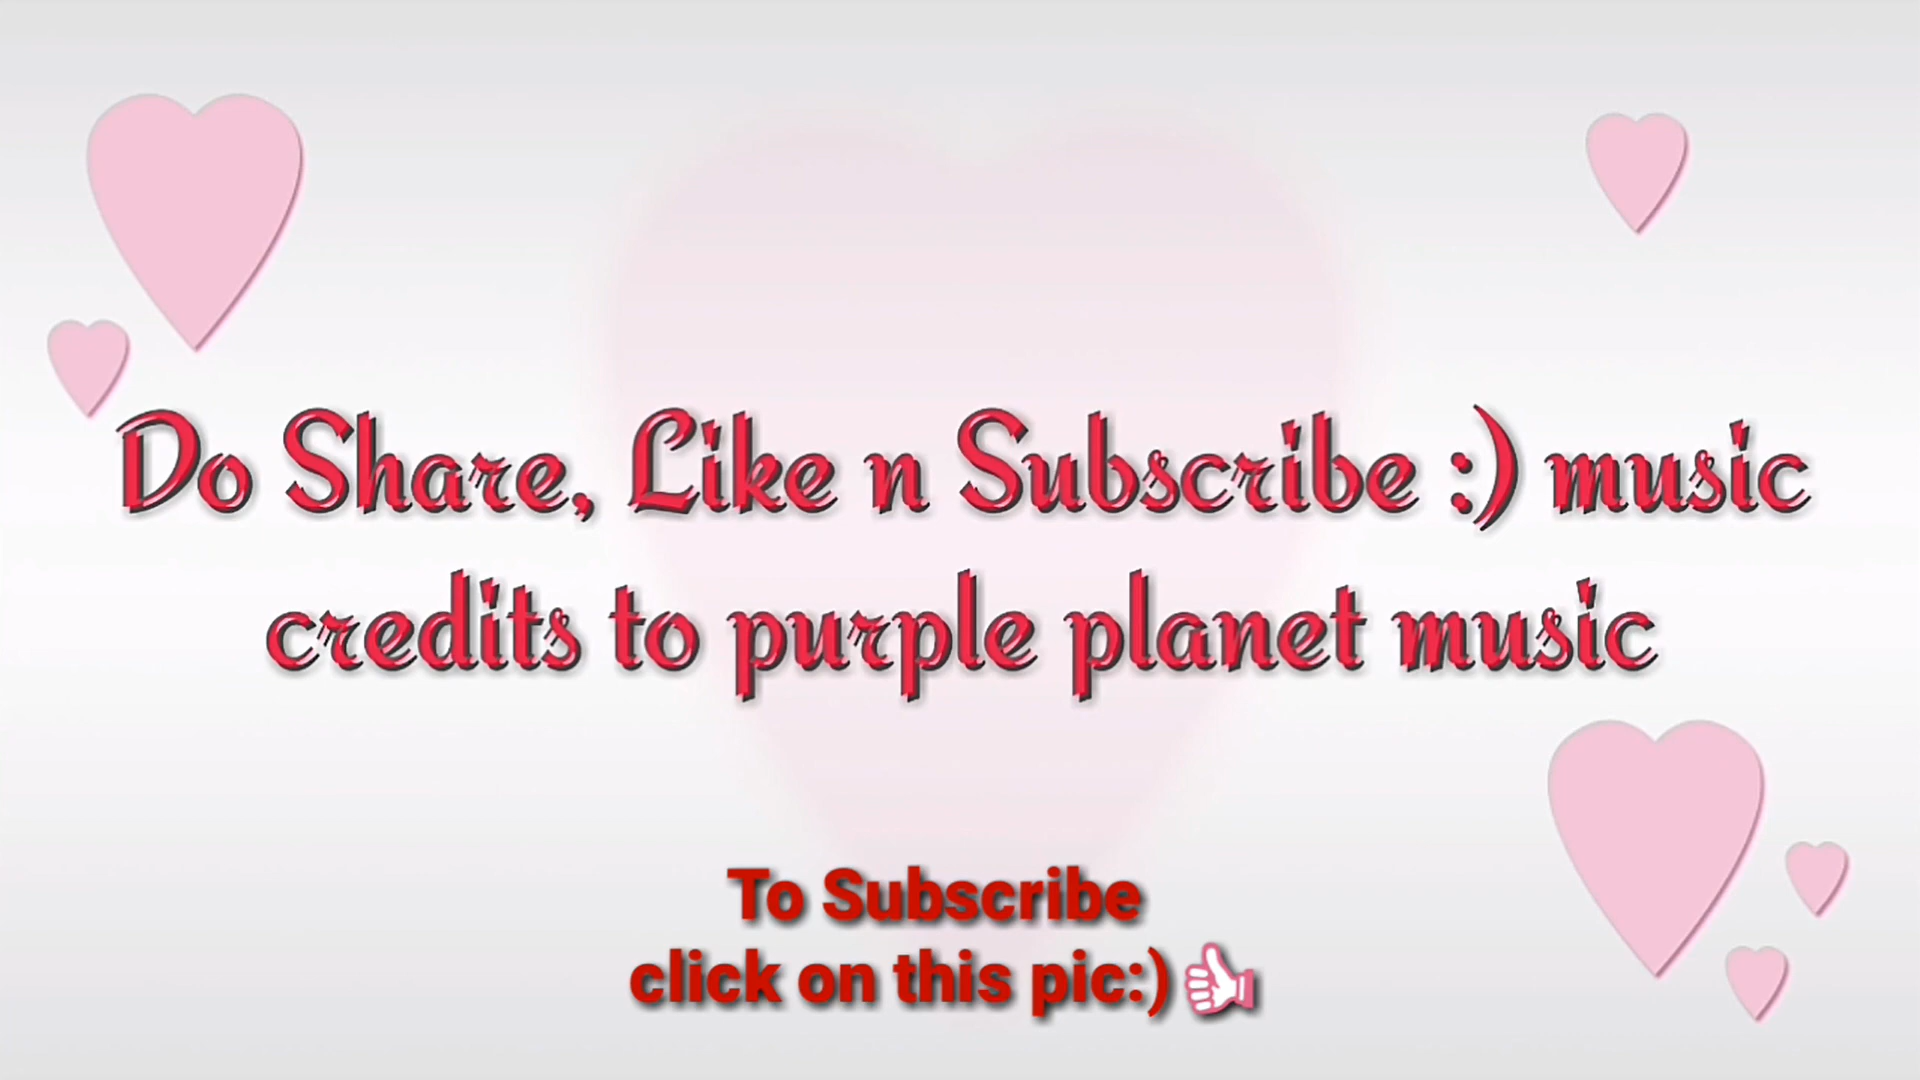 Do Share, Like n Subscribe :) music
credits to purple planet music
To Subscribe
click on this pic:)